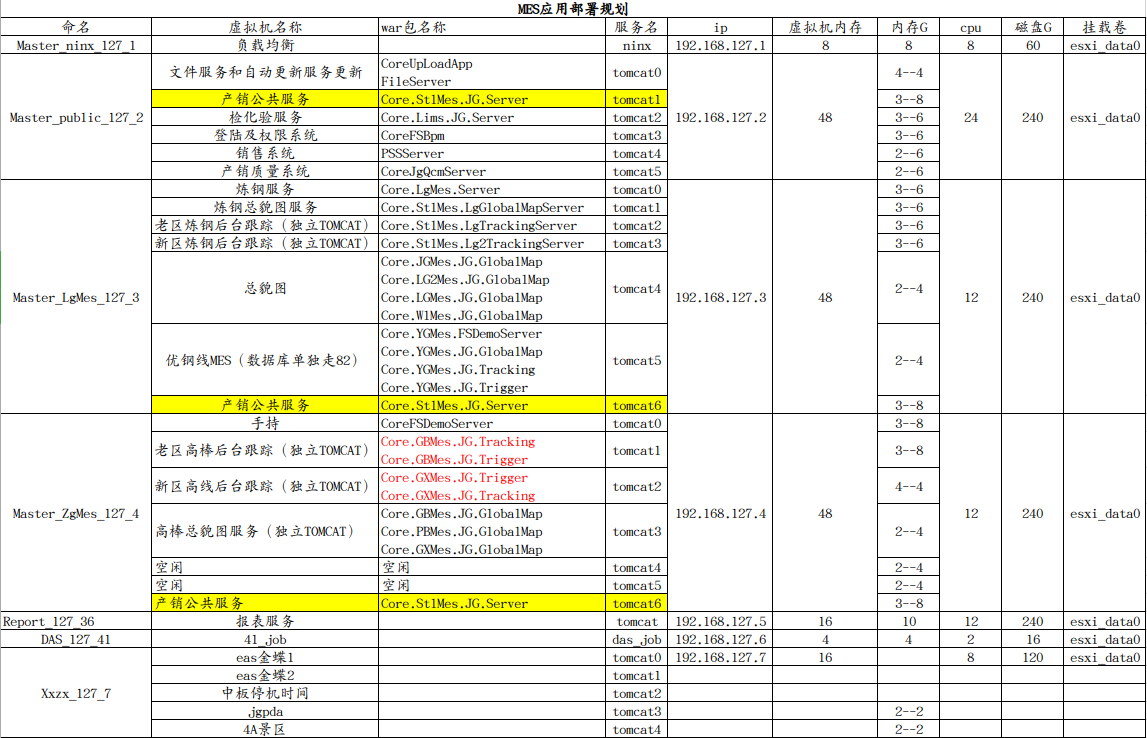 MES应用部署规划
命名 虚拟机名称 war包名称 服务名 ip 虚拟机内存 内存G cpu 磁盘G 挂载卷
Master_ninx_127_1 负载均衡 ninx 192.168.127.1 8 8 8 60 esxi_data0
Master_public_127_2 文件服务和自动更新服务更新 CoreUpLoadApp tomcat0 192.168.127.2 48 4--4 24 240 esxi_data0
FileServer
产销公共服务 Core.StlMes.JG.Server tomcat1 3--8
检化验服务 Core.Lims.JG.Server tomcat2 3--6
登陆及权限系统 CoreFSBpm tomcat3 3--6
销售系统 PSSServer tomcat4 2--6
产销质量系统 CoreJgQcmServer tomcat5 2--6
Master_LgMes_127_3 炼钢服务 Core.LgMes.Server tomcat0 192.168.127.3 48 3--6 12 240 esxi_data0
炼钢总貌图服务 Core.StlMes.LgGlobalMapServer tomcat1 3--6
老区炼钢后台跟踪（独立TOMCAT） Core.StlMes.LgTrackingServer tomcat2 3--6
新区炼钢后台跟踪（独立TOMCAT） Core.StlMes.Lg2TrackingServer tomcat3 3--6
总貌图 Core.JGMes.JG.GlobalMap tomcat4 2--4
Core.LG2Mes.JG.GlobalMap
Core.LGMes.JG.GlobalMap
Core.W1Mes.JG.GlobalMap
优钢线MES（数据库单独走82） Core.YGMes.FSDemoServer tomcat5 2--4
Core.YGMes.JG.GlobalMap
Core.YGMes.JG.Tracking
Core.YGMes.JG.Trigger
产销公共服务 Core.StlMes.JG.Server tomcat6 3--8
Master_ZgMes_127_4 手持 CoreFSDemoServer tomcat0 192.168.127.4 48 3--8 12 240 esxi_data0
老区高棒后台跟踪（独立TOMCAT） Core.GBMes.JG.Tracking tomcat1 3--8
Core.GBMes.JG.Trigger
新区高线后台跟踪（独立TOMCAT） Core.GXMes.JG.Trigger tomcat2 4--4
Core.GXMes.JG.Tracking
高棒总貌图服务（独立TOMCAT） Core.GBMes.JG.GlobalMap tomcat3 2--4
Core.PBMes.JG.GlobalMap
Core.GXMes.JG.GlobalMap
空闲 空闲 tomcat4 2--4
空闲 空闲 tomcat5 2--4
产销公共服务 Core.StlMes.JG.Server tomcat6 3--8
Report_127_36 报表服务 tomcat 192.168.127.5 16 10 12 240 esxi_data0
DAS_127_41 41_job das_job 192.168.127.6 4 4 2 16 esxi_data0
Xxzx_127_7 eas金蝶1 tomcat0 192.168.127.7 16 8 120 esxi_data0
eas金蝶2 tomcat1
中板停机时间 tomcat2
jgpda tomcat3 2--2
4A景区 tomcat4 2--2